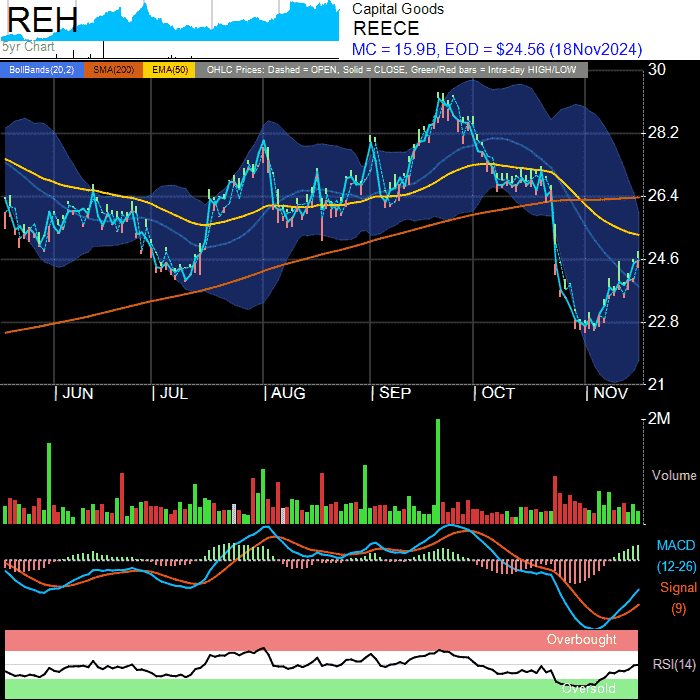 REH
5yr Chart
Capital Goods
REECE
MC = 15.9B, EOD = $24.56 (18Nov2024)
BollBands(20,2) SMA(200) EMA(50) OHLC Prices: Dashed = OPEN, Solid = CLOSE, Green/Red bars = Intra-day HIGH/LOW
30
28.2
26.4
24.6
22.8
21
JUN JUL AUG SEP OCT NOV
2M
Volume
MACD
(12-26)
Signal
(9)
Overbought
RSI(14)
Oversold